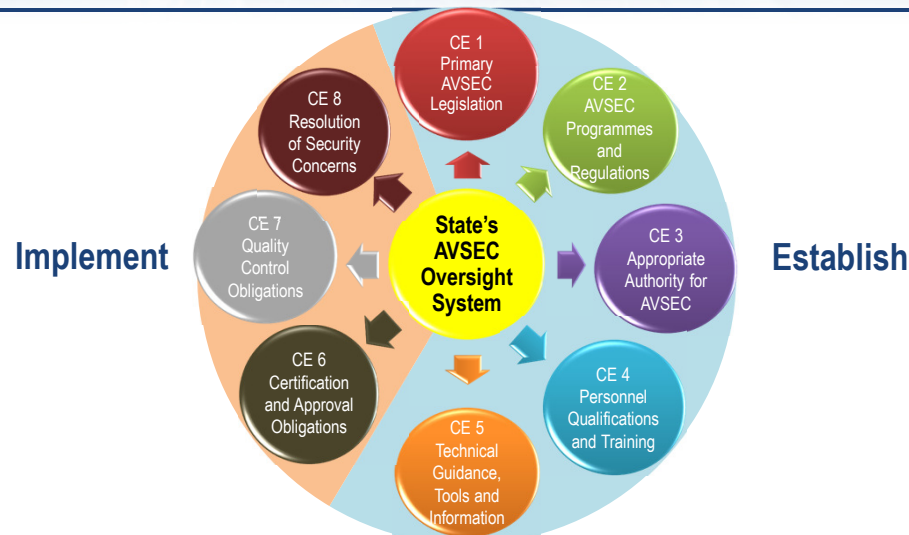 CE 1
Primary
AVSEC
Legislation
CE 2
AVSEC
Programmes
and
Regulations
CE 3
Appropriate
Authority for
AVSEC
CE 4
Personnel
Qualifications
and Training
CE 5
Technical
Guidance,
Tools and
Information
CE 6
Certification
and Approval
Obligations
CE 7
Quality
Control
Obligations
CE 8
Resolution
of Security
Concerns
State's
AVSEC
Oversight
System
Implement
Establish